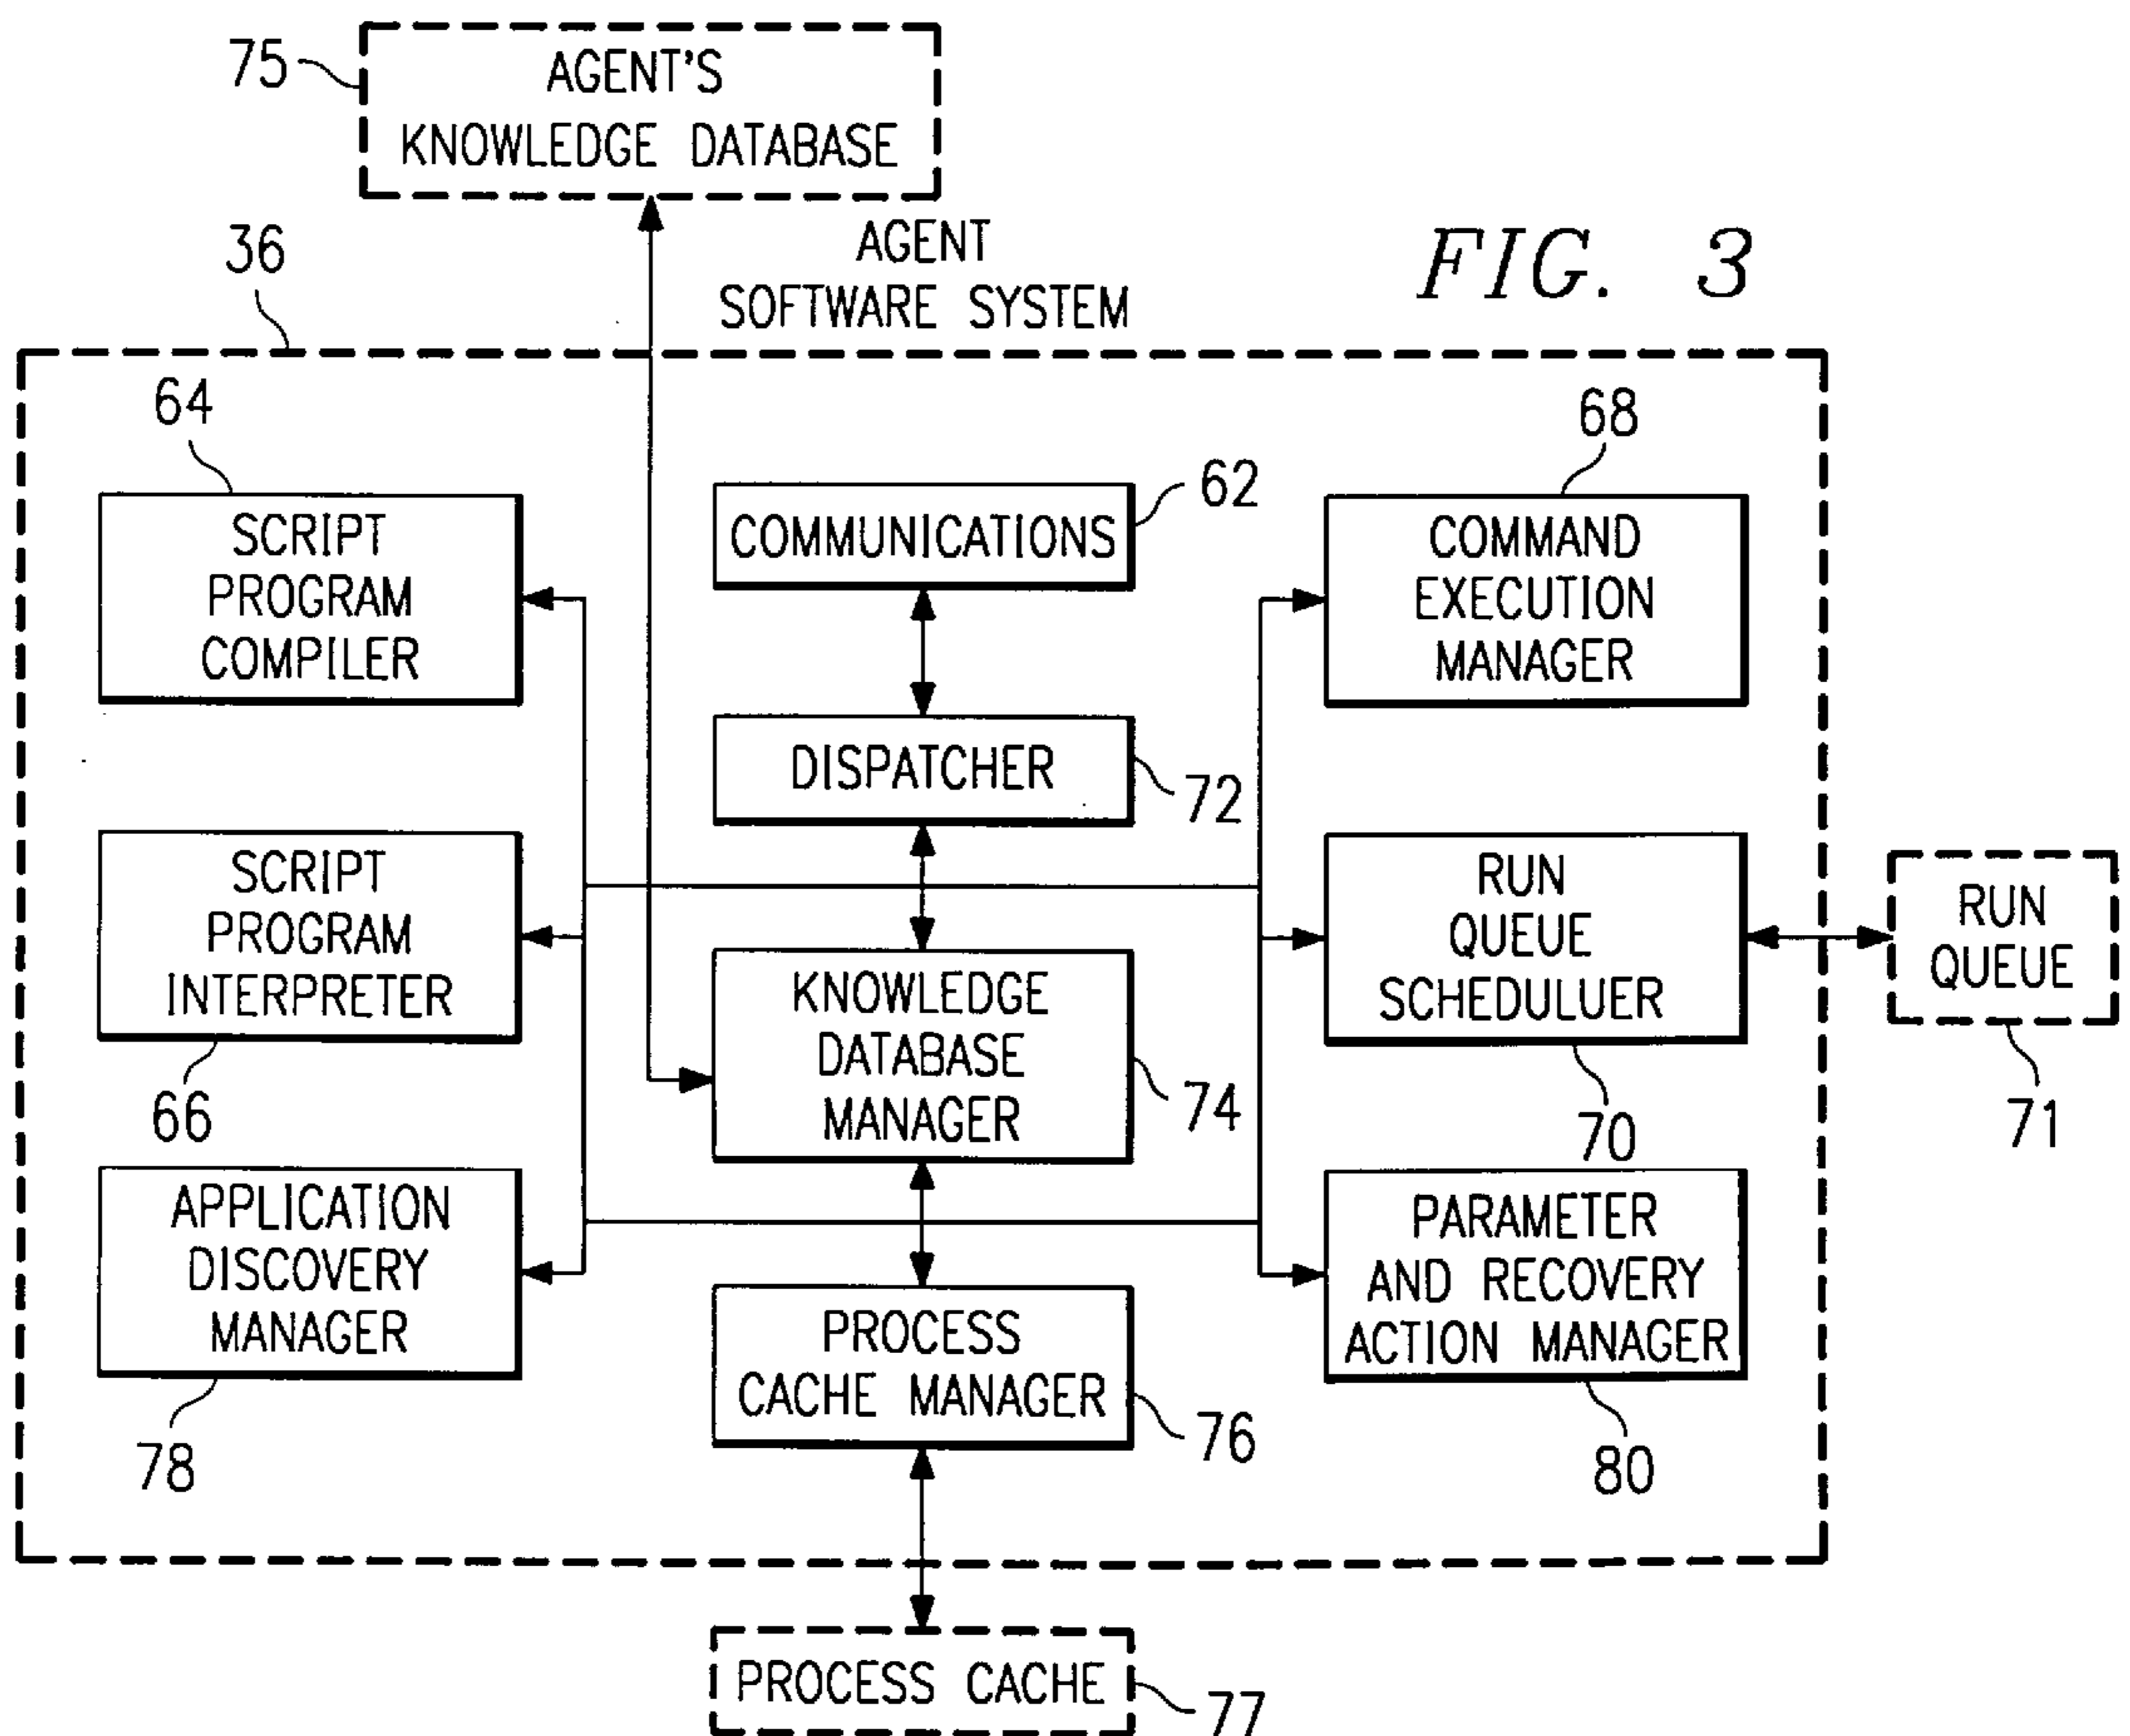 75
AGENT'S
KNOWLEDGE DATABASE
36
AGENT
SOFTWARE SYSTEM
FIG. 3
64
SCRIPT
PROGRAM
COMPILER
COMMUNICATIONS
62
68
COMMAND
EXECUTION
MANAGER
DISPATCHER
72
SCRIPT
PROGRAM
INTERPRETER
66
KNOWLEDGE
DATABASE
MANAGER
74
RUN
QUEUE
SCHEDULUER
70
RUN
QUEUE
71
APPLICATION
DISCOVERY
MANAGER
78
PROCESS
CACHE MANAGER
76
PARAMETER
AND RECOVERY
ACTION MANAGER
80
PROCESS CACHE
77